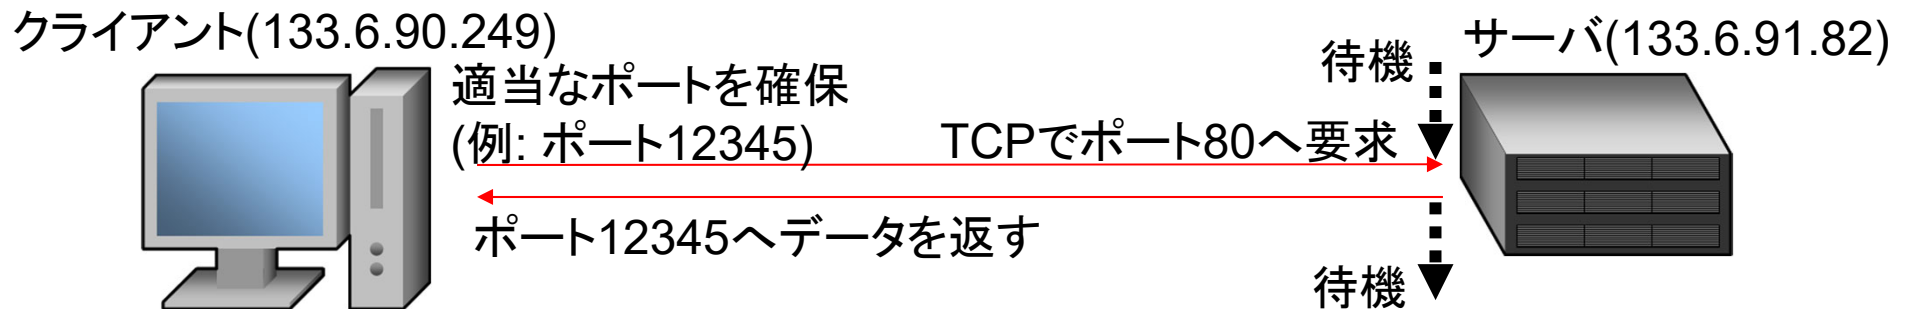 クライアント(133.6.90.249)
適当なポートを確保
(例: ポート12345)
TCPでポート80へ要求
ポート12345へデータを返す
待機
待機
サーバ(133.6.91.82)